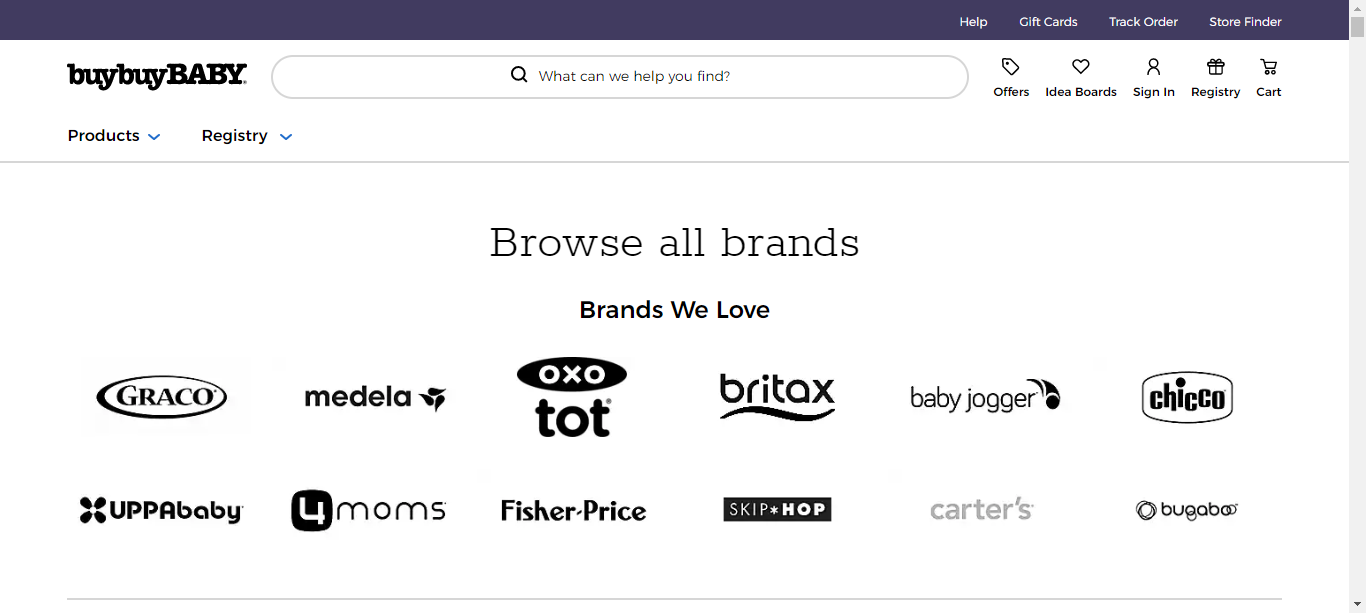 Help Gift Cards Track Order Store Finder
buybuyBABY
What can we help you find?
Offers Idea Boards Sign In Registry Cart
Products Registry
Browse all brands
Brands We Love
GRACO medela OXO tot britax baby jogger chicco
UPPAbaby 4moms Fisher-Price SKIP*HOP carter's bugaboo